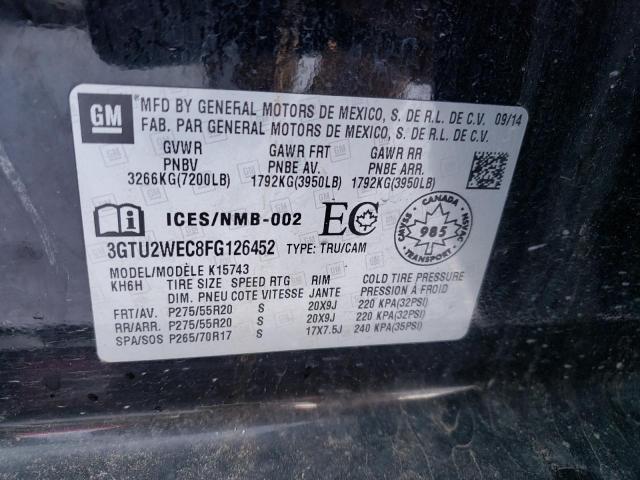 GM
MFD BY GENERAL MOTORS DE MEXICO, S. DE R.L. DE C.V. 09/14
FAB. PAR GENERAL MOTORS DE MEXICO, S. DE R.L. DE C.V.
GVWR GAWR FRT GAWR RR
PNBV PNBE AV. PNBE ARR.
3266KG(7200LB) 1792KG(3950LB) 1792KG(3950LB)
i ICES/NMB-002 EC
CANADA
CMVSS 985 NSVAC
TRANSPORT
3GTU2WEC8FG126452 TYPE: TRU/CAM
MODEL/MODÈLE K15743
KH6H TIRE SIZE SPEED RTG RIM COLD TIRE PRESSURE
DIM. PNEU COTE VITESSE JANTE PRESSION À FROID
FRT/AV. P275/55R20 S 20X9J 220 KPA(32PSI)
RR/ARR. P275/55R20 S 20X9J 220 KPA(32PSI)
SPA/SOS P265/70R17 S 17X7.5J 240 KPA(35PSI)